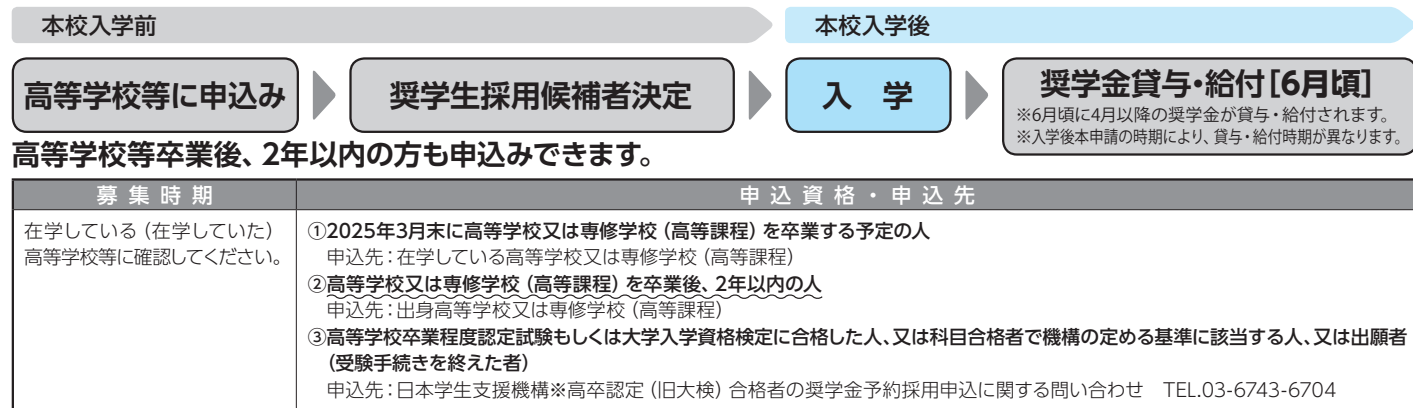 本校入学前
本校入学後
高等学校等に申込み
奨学生採用候補者決定
入 学
奨学金貸与・給付[6月頃]
※6月頃に4月以降の奨学金が貸与・給付されます。
※入学後本申請の時期により、貸与・給付時期が異なります。
高等学校等卒業後、2年以内の方も申込みできます。
募集時期
申込資格・申込先
在学している（在学していた）
高等学校等に確認してください。
①2025年3月末に高等学校又は専修学校（高等課程）を卒業する予定の人
申込先：在学している高等学校又は専修学校（高等課程）
②高等学校又は専修学校（高等課程）を卒業後、2年以内の人
申込先：出身高等学校又は専修学校（高等課程）
③高等学校卒業程度認定試験もしくは大学入学資格検定に合格した人、又は科目合格者で機構の定める基準に該当する人、又は出願者
（受験手続きを終えた者）
申込先：日本学生支援機構※高卒認定（旧大検）合格者の奨学金予約採用申込に関する問い合わせ　TEL.03-6743-6704